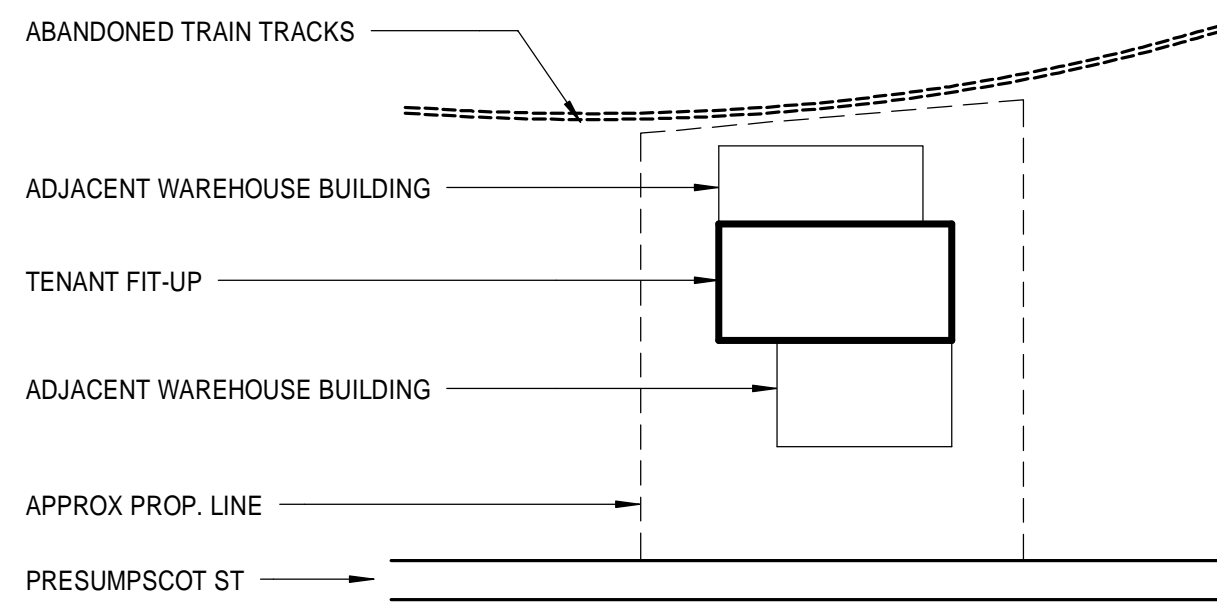 ABANDONED TRAIN TRACKS
ADJACENT WAREHOUSE BUILDING
TENANT FIT-UP
ADJACENT WAREHOUSE BUILDING
APPROX PROP. LINE
PRESUMPSCOT ST